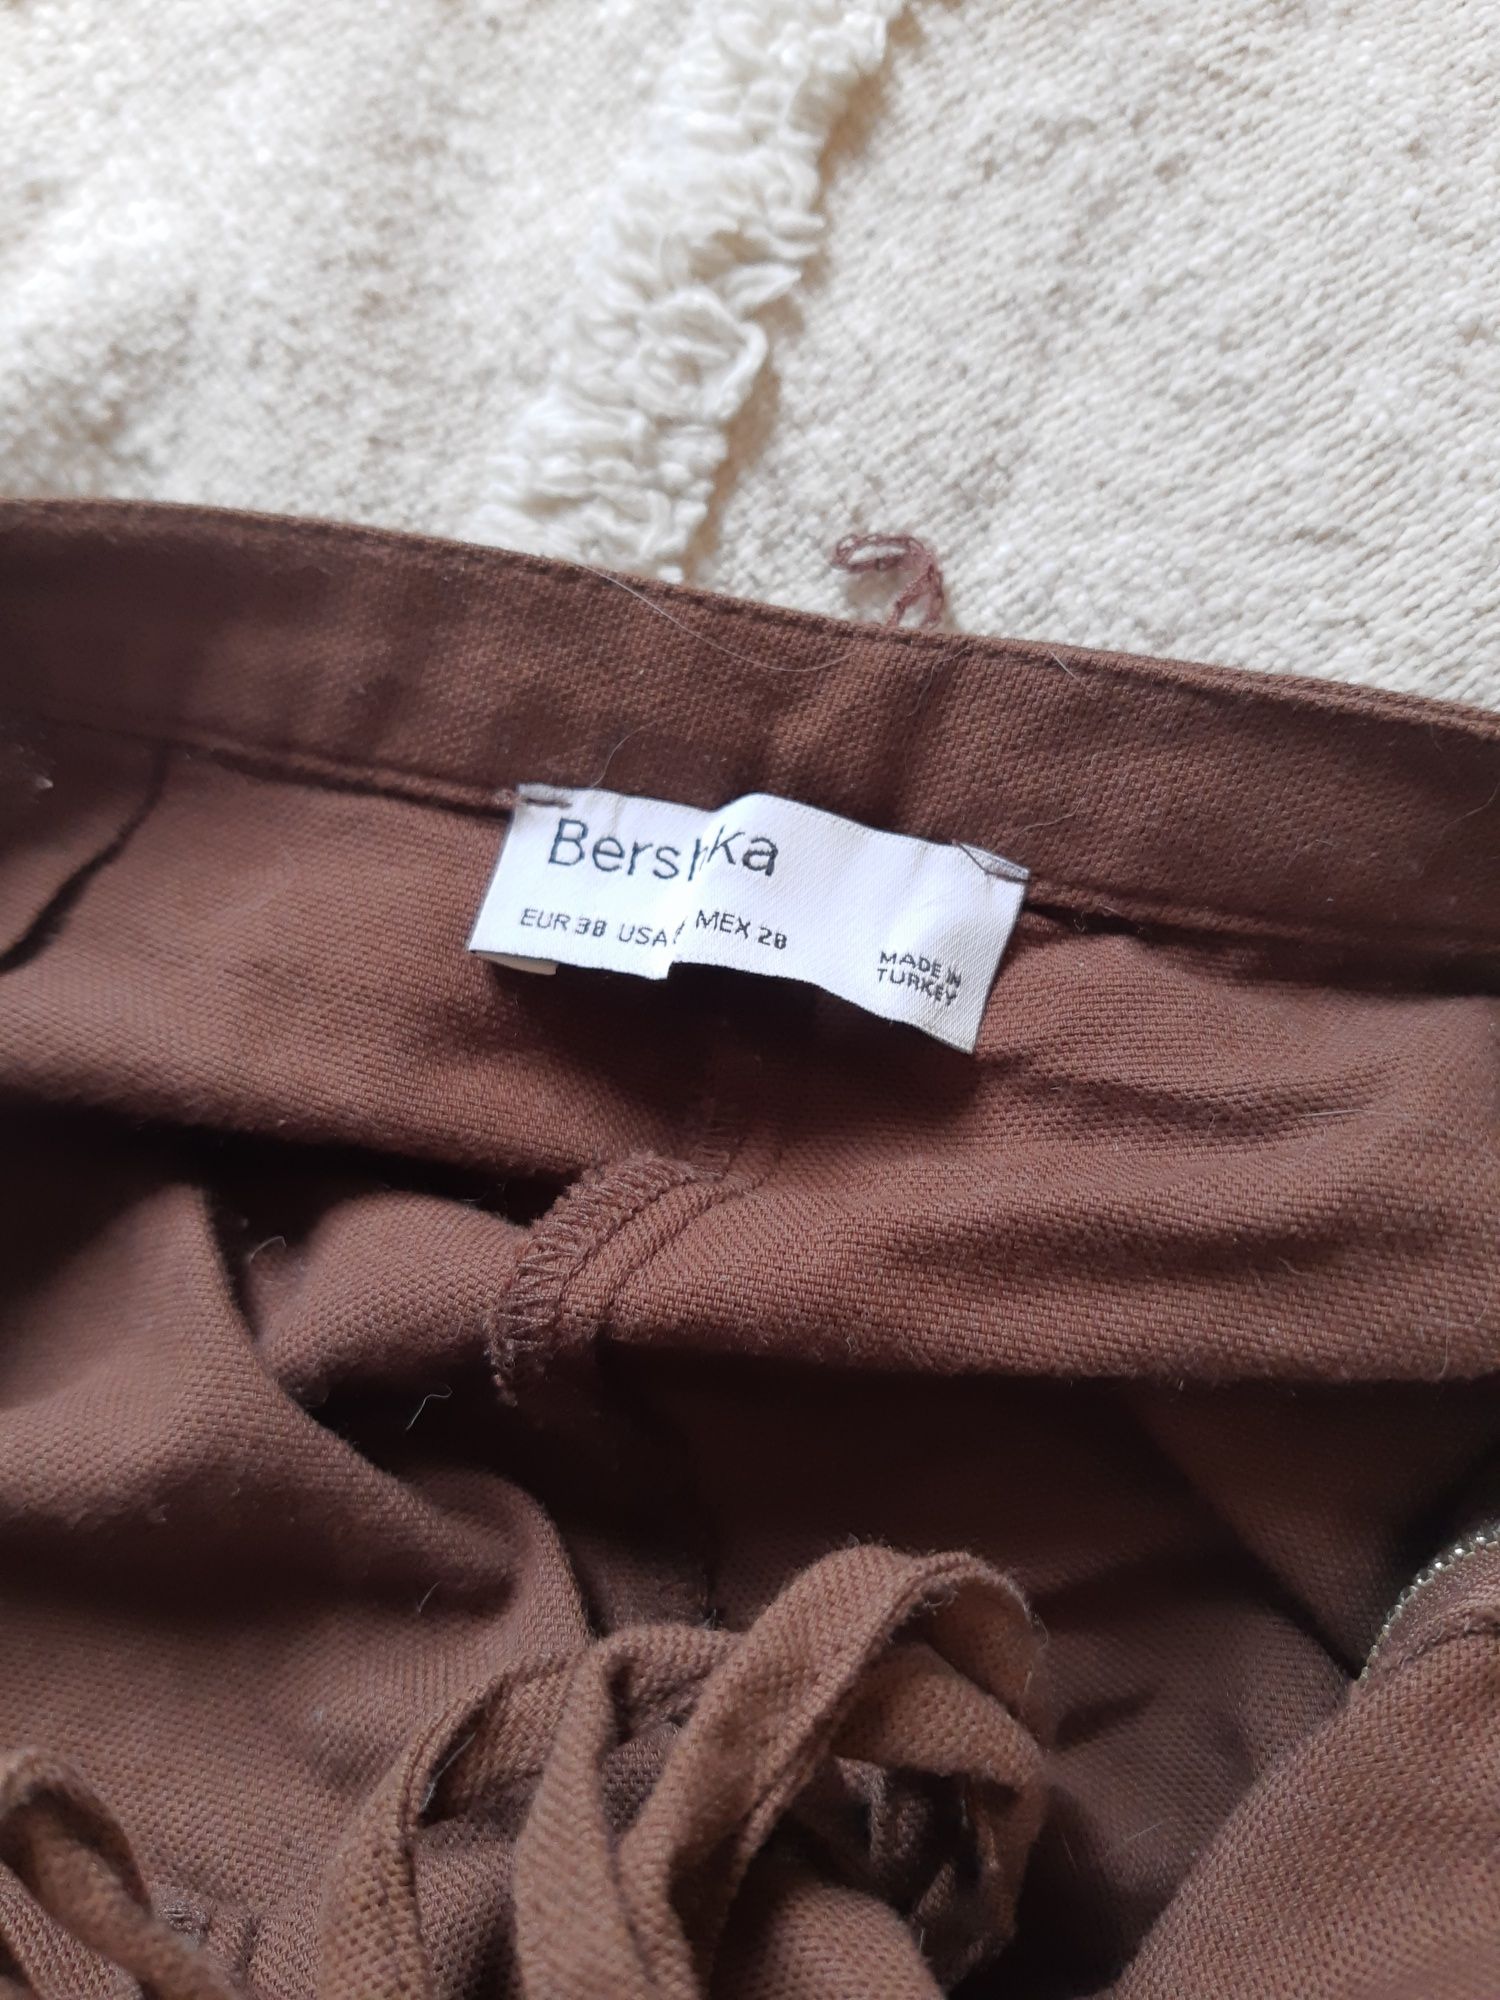 Bershka
EUR 38 USA MEX 28
MADE IN
TURKEY